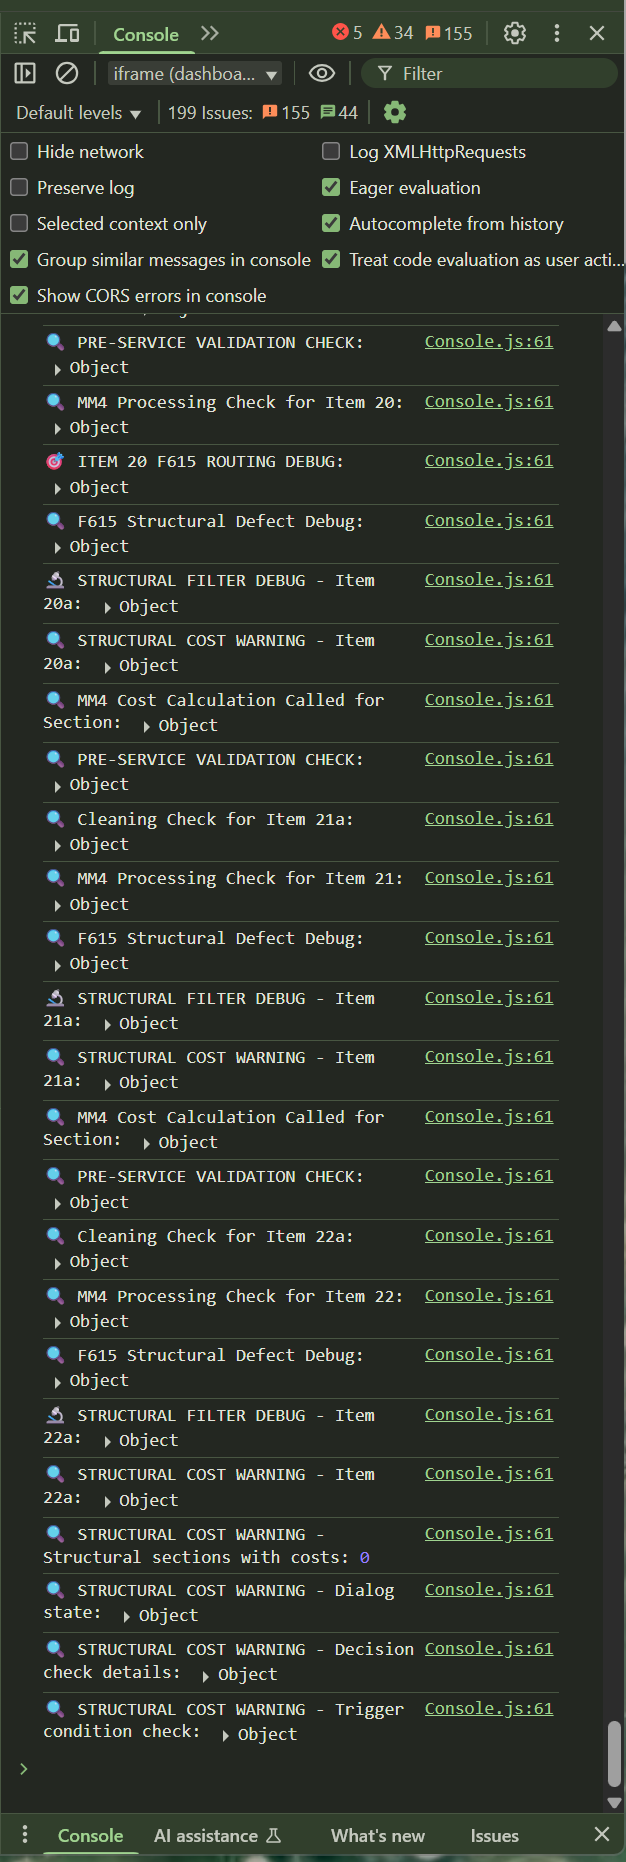 Console
5 34 155
iframe (dashboa... ▼ Filter
Default levels ▼ 199 Issues: 155 44
Hide network
Log XMLHttpRequests
Preserve log
Eager evaluation
Selected context only
Autocomplete from history
Group similar messages in console
Treat code evaluation as user acti...
Show CORS errors in console
🔍 PRE-SERVICE VALIDATION CHECK: Console.js:61
▶ Object
🔍 MM4 Processing Check for Item 20: Console.js:61
▶ Object
🎯 ITEM 20 F615 ROUTING DEBUG: Console.js:61
▶ Object
🔍 F615 Structural Defect Debug: Console.js:61
▶ Object
🔬 STRUCTURAL FILTER DEBUG - Item Console.js:61
20a: ▶ Object
🔍 STRUCTURAL COST WARNING - Item Console.js:61
20a: ▶ Object
🔍 MM4 Cost Calculation Called for Console.js:61
Section: ▶ Object
🔍 PRE-SERVICE VALIDATION CHECK: Console.js:61
▶ Object
🔍 Cleaning Check for Item 21a: Console.js:61
▶ Object
🔍 MM4 Processing Check for Item 21: Console.js:61
▶ Object
🔍 F615 Structural Defect Debug: Console.js:61
▶ Object
🔬 STRUCTURAL FILTER DEBUG - Item Console.js:61
21a: ▶ Object
🔍 STRUCTURAL COST WARNING - Item Console.js:61
21a: ▶ Object
🔍 MM4 Cost Calculation Called for Console.js:61
Section: ▶ Object
🔍 PRE-SERVICE VALIDATION CHECK: Console.js:61
▶ Object
🔍 Cleaning Check for Item 22a: Console.js:61
▶ Object
🔍 MM4 Processing Check for Item 22: Console.js:61
▶ Object
🔍 F615 Structural Defect Debug: Console.js:61
▶ Object
🔬 STRUCTURAL FILTER DEBUG - Item Console.js:61
22a: ▶ Object
🔍 STRUCTURAL COST WARNING - Item Console.js:61
22a: ▶ Object
🔍 STRUCTURAL COST WARNING - Console.js:61
Structural sections with costs: 0
🔍 STRUCTURAL COST WARNING - Dialog Console.js:61
state: ▶ Object
🔍 STRUCTURAL COST WARNING - Decision Console.js:61
check details: ▶ Object
🔍 STRUCTURAL COST WARNING - Trigger Console.js:61
condition check: ▶ Object
Console AI assistance What's new Issues